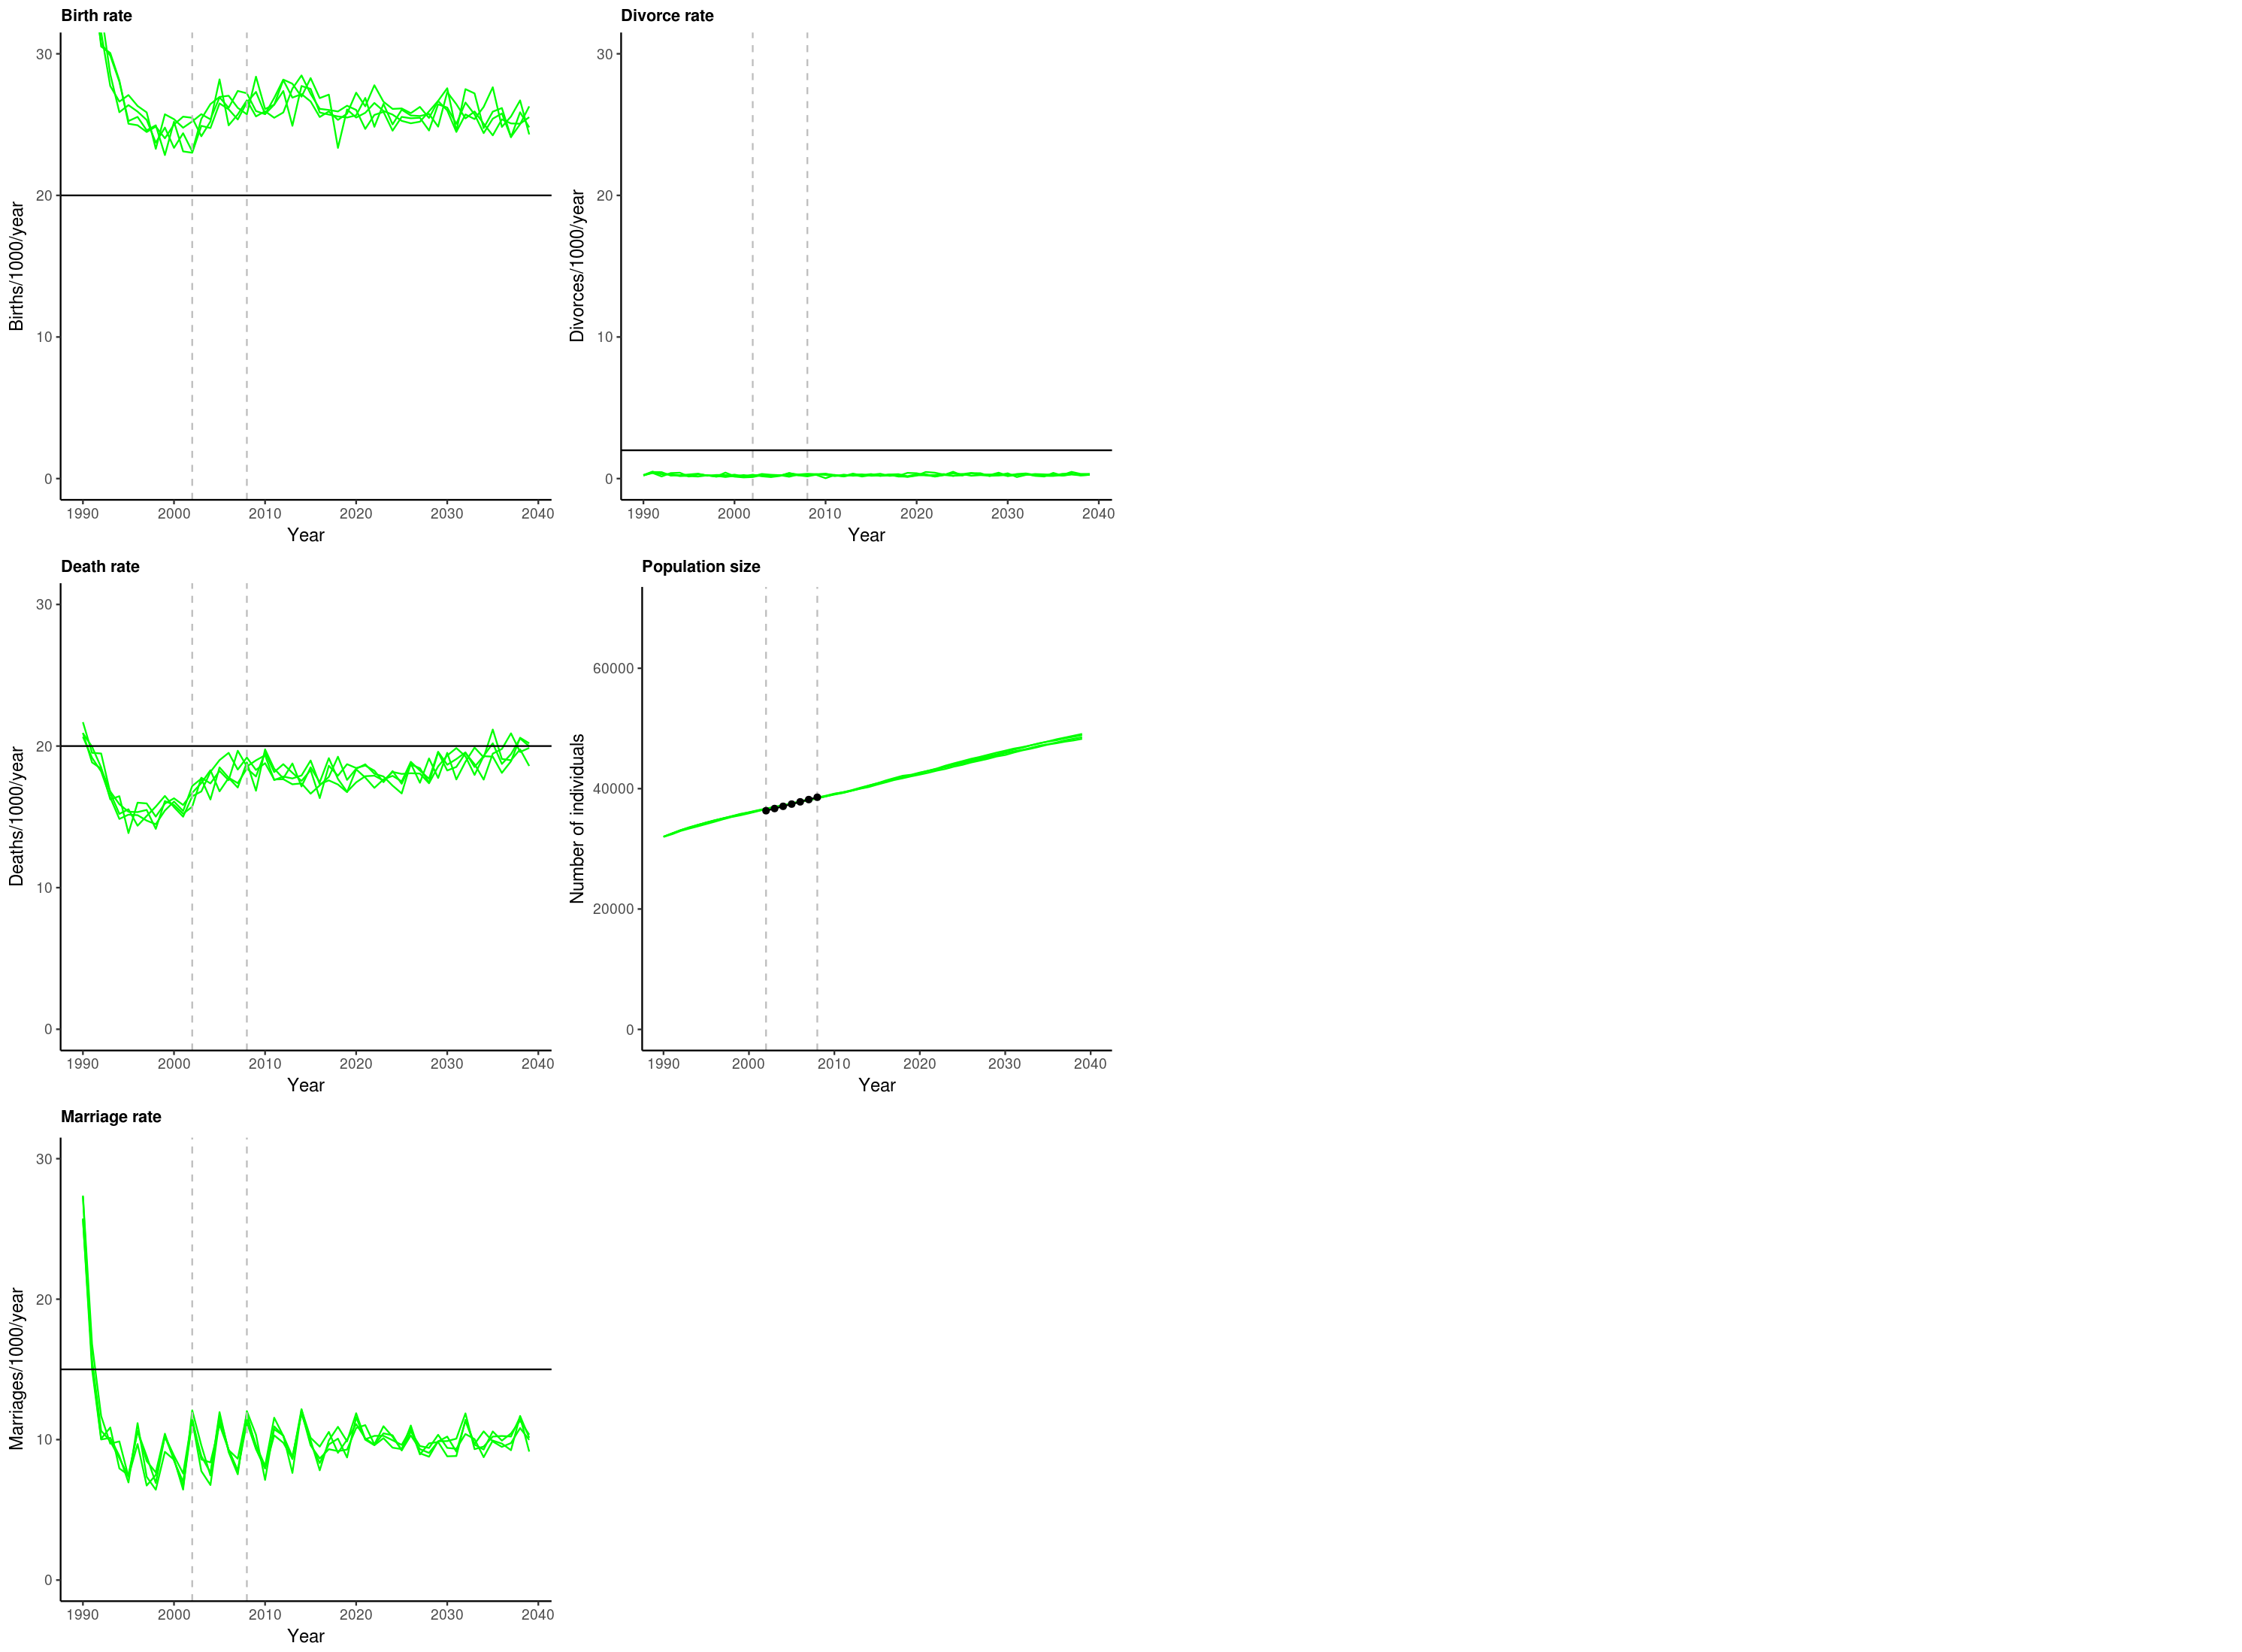 Birth rate
30
20
10
0
Births/1000/year
1990 2000 2010 2020 2030 2040
Year
Divorce rate
30
20
10
0
Divorces/1000/year
1990 2000 2010 2020 2030 2040
Year
Death rate
30
20
10
0
Deaths/1000/year
1990 2000 2010 2020 2030 2040
Year
Population size
60000
40000
20000
0
Number of individuals
1990 2000 2010 2020 2030 2040
Year
Marriage rate
30
20
10
0
Marriages/1000/year
1990 2000 2010 2020 2030 2040
Year